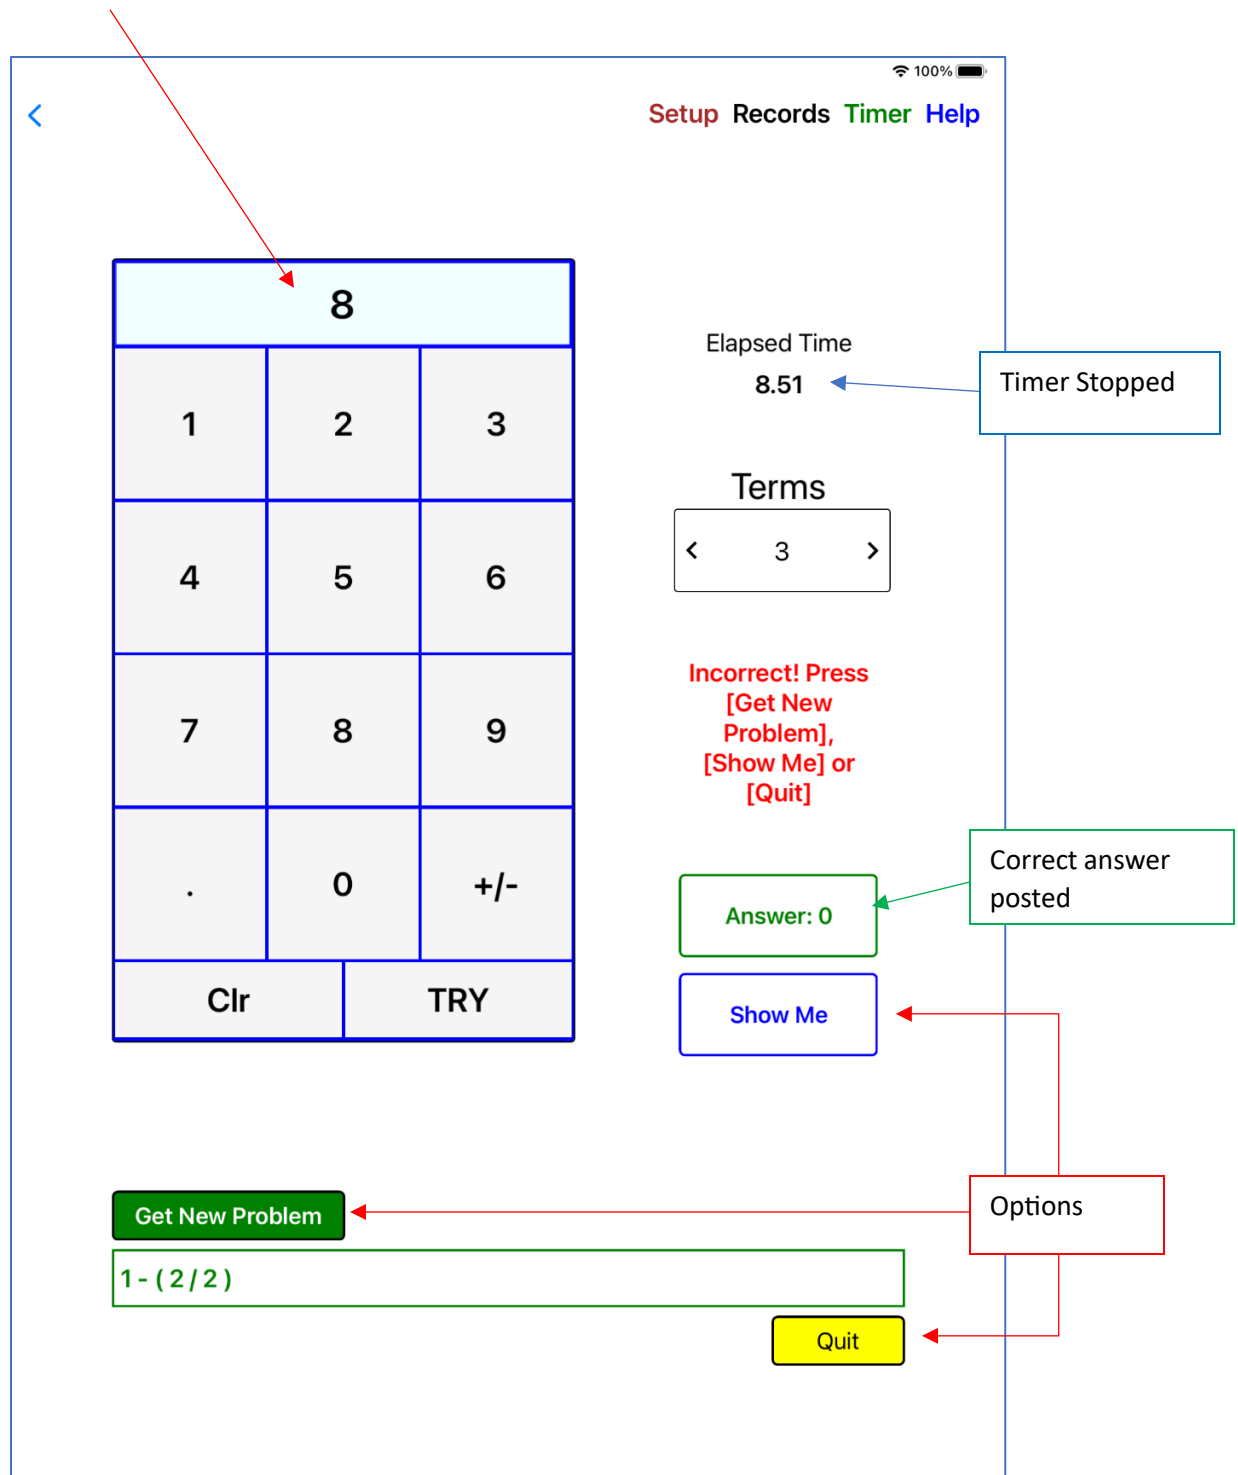 100%
Setup Records Timer Help
8
Elapsed Time
8.51
Timer Stopped
1 2 3
Terms
< 3 >
4 5 6
Incorrect! Press
[Get New
Problem],
[Show Me] or
[Quit]
7 8 9
. 0 +/-
Correct answer
posted
Answer: 0
Clr TRY
Show Me
Options
Get New Problem
1 - ( 2 / 2 )
Quit